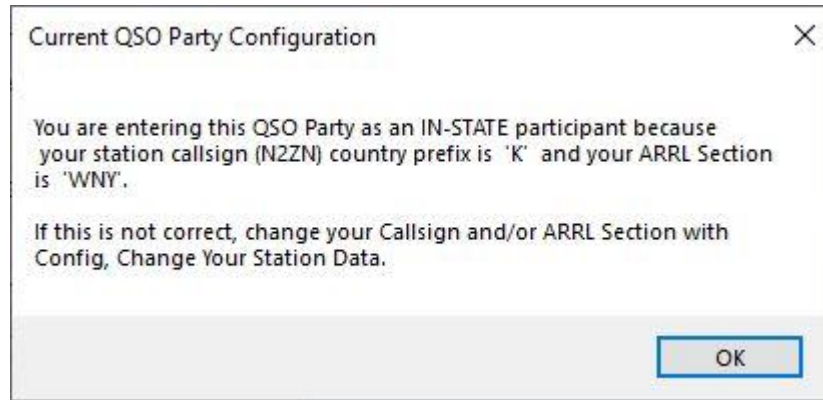 Current QSO Party Configuration
You are entering this QSO Party as an IN-STATE participant because
your station callsign (N2ZN) country prefix is 'K' and your ARRL Section
is 'WNY'.
If this is not correct, change your Callsign and/or ARRL Section with
Config, Change Your Station Data.
OK